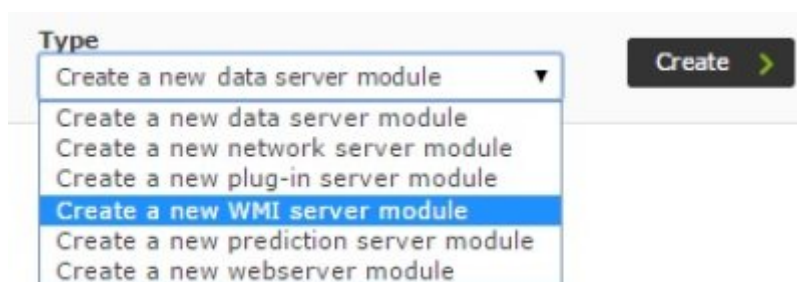 Type
Create a new data server module
Create
Create a new data server module
Create a new network server module
Create a new plug-in server module
Create a new WMI server module
Create a new prediction server module
Create a new webserver module